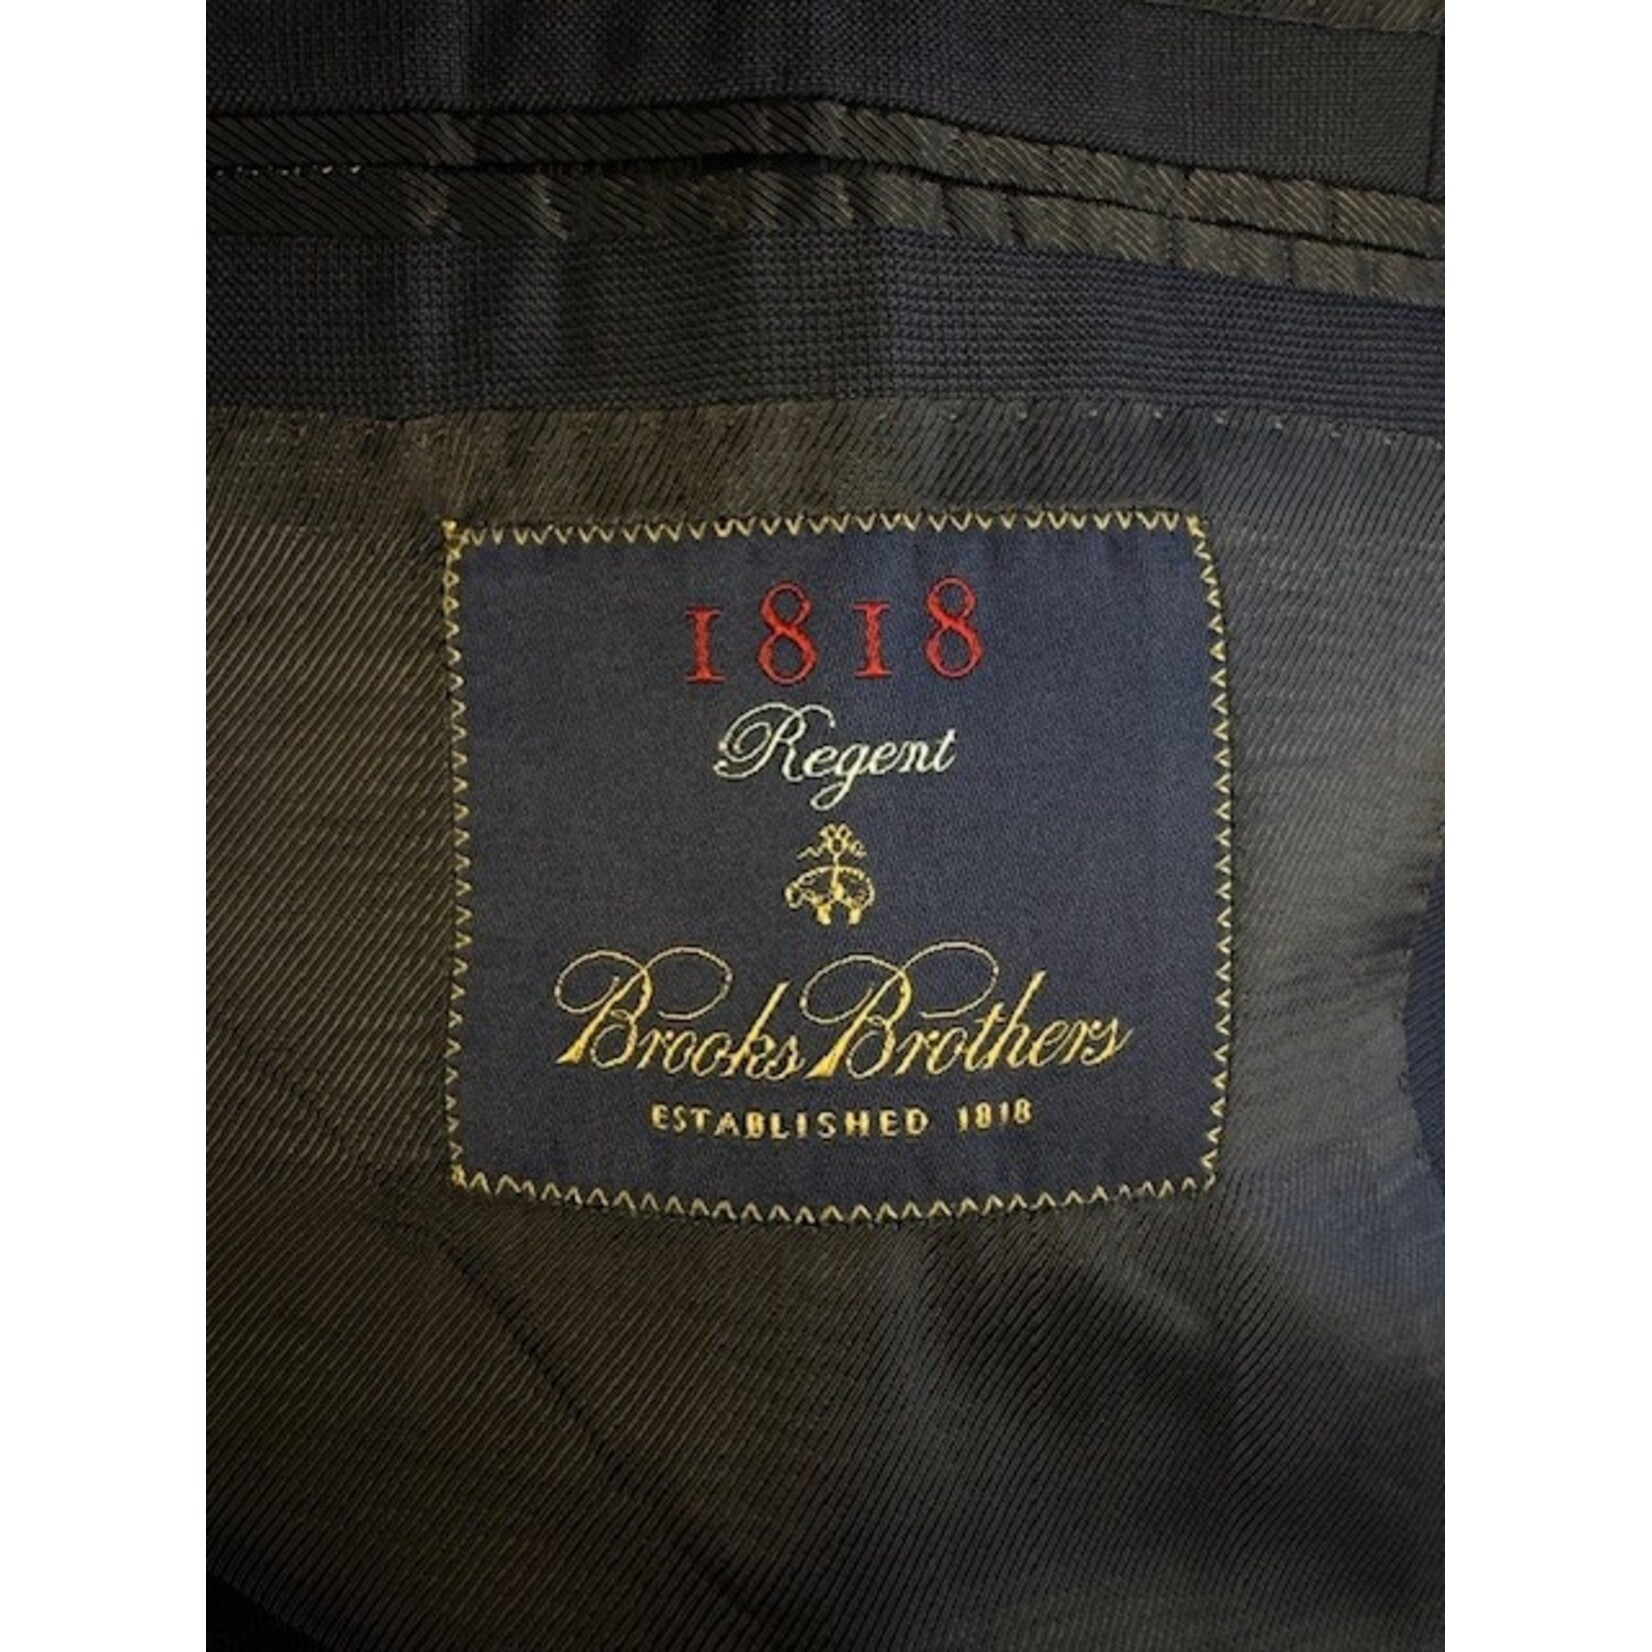 1818
Regent
Brooks Brothers
ESTABLISHED 1818